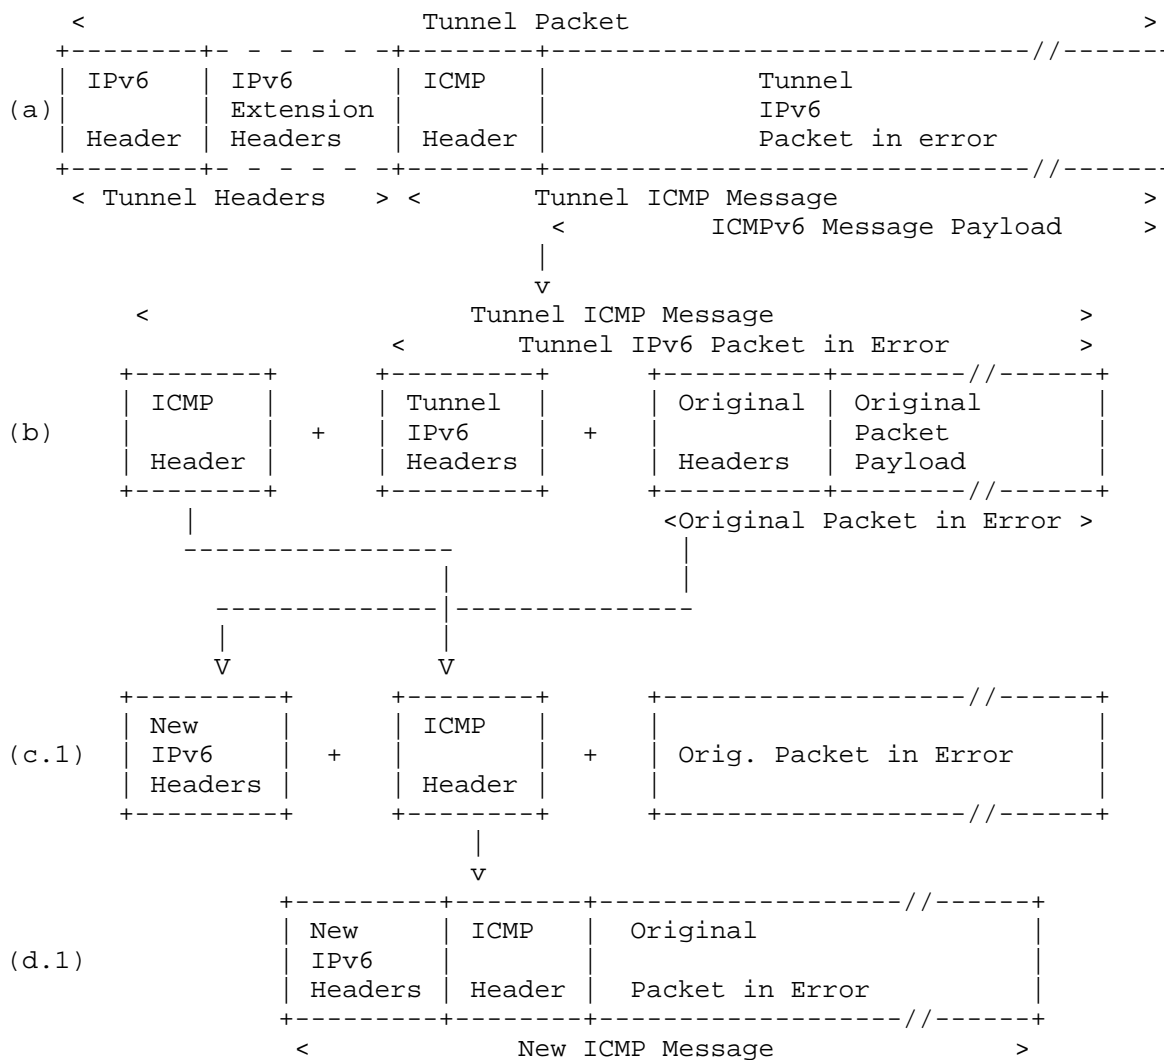 < Tunnel Packet >
+--------+- - - - - -+--------+------------------------------//-------
| IPv6 | IPv6 | ICMP | Tunnel
(a)| | Extension | | IPv6
| Header | Headers | Header | Packet in error
+--------+- - - - - -+--------+------------------------------//-------
< Tunnel Headers > < Tunnel ICMP Message >
< ICMPv6 Message Payload >
|
v
< Tunnel ICMP Message >
< Tunnel IPv6 Packet in Error >
+--------+ +---------+ +----------+--------//------+
| ICMP | | Tunnel | | Original | Original |
(b) | | + | IPv6 | + | | Packet |
| Header | | Headers | | Headers | Payload |
+--------+ +---------+ +----------+--------//------+
| <Original Packet in Error >
----------------- |
| |
--------------|---------------
| |
V V
+---------+ +--------+ +-------------------//------+
| New | | ICMP | | |
(c.1) | IPv6 | + | | + | Orig. Packet in Error |
| Headers | | Header | | |
+---------+ +--------+ +-------------------//------+
|
v
+---------+--------+-------------------//------+
| New | ICMP | Original |
(d.1) | IPv6 | | |
| Headers | Header | Packet in Error |
+---------+--------+-------------------//------+
< New ICMP Message >